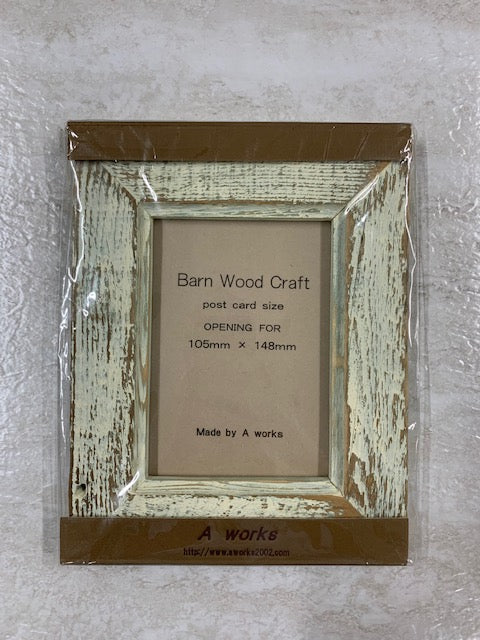 Barn Wood Craft
post card size
OPENING FOR
105mm × 148mm
Made by A works
A works
http://www.aworks2002.com